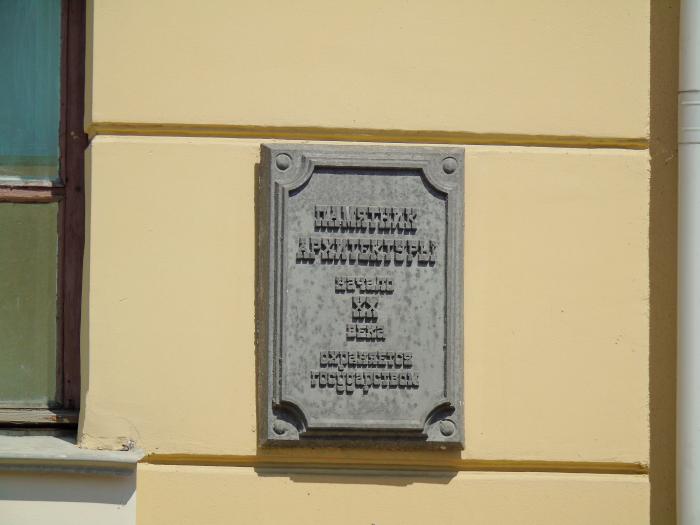 ПАМЯТНИК
АРХИТЕКТУРЫ
начало
XX
века
охраняется
государством